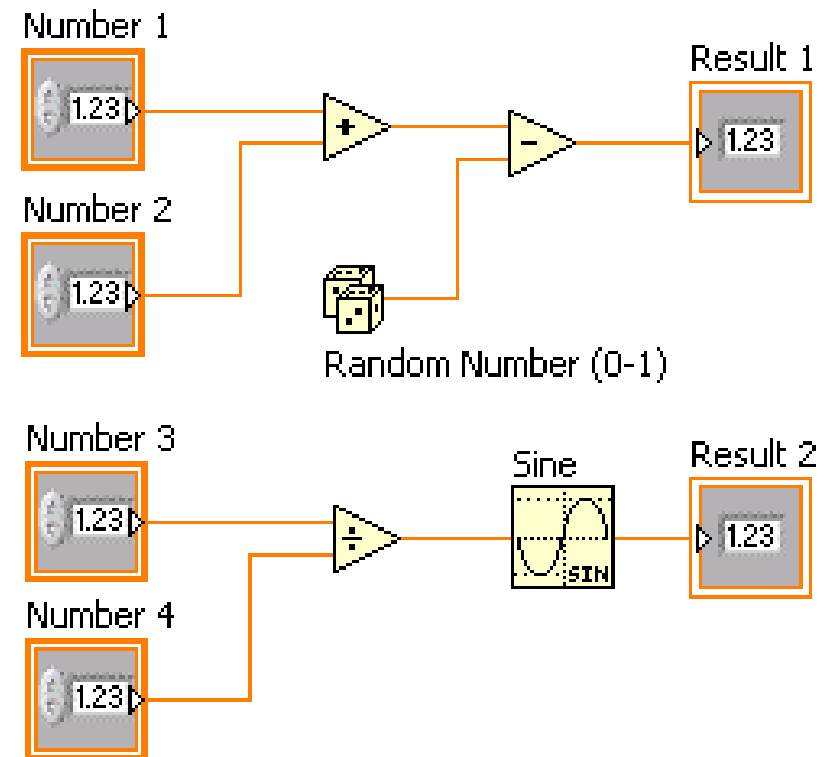 Number 1
1.23
Result 1
1.23
+
-
Number 2
1.23
Random Number (0-1)
Number 3
1.23
Sine
SIN
Result 2
1.23
÷
Number 4
1.23